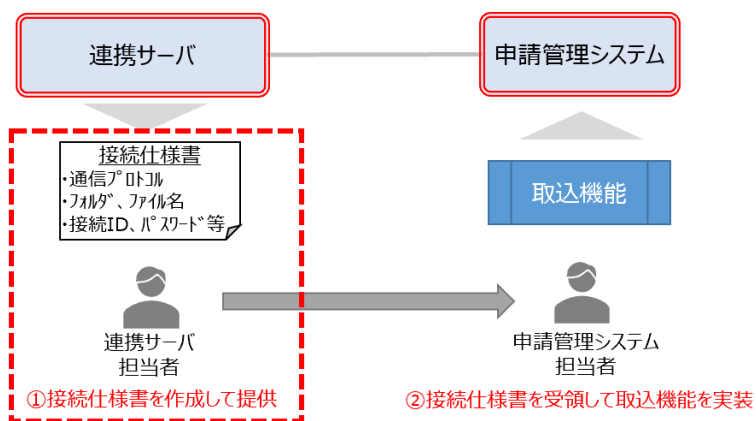 連携サーバ
申請管理システム
接続仕様書
・通信ﾌﾟﾛﾄｺﾙ
・ﾌｫﾙﾀﾞ、ﾌｧｲﾙ名
・接続ID、ﾊﾟｽﾜｰﾄﾞ等
取込機能
連携サーバ
担当者
申請管理システム
担当者
①接続仕様書を作成して提供
②接続仕様書を受領して取込機能を実装